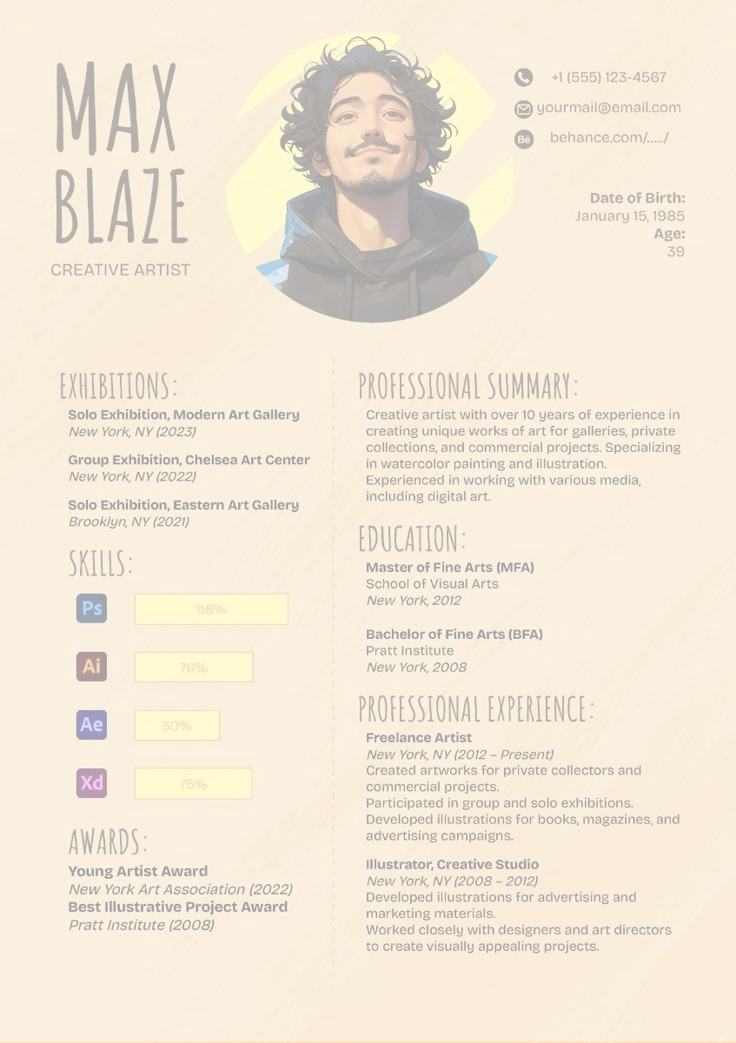 MAX
BLAZE
CREATIVE ARTIST
+1 (555) 123-4567
yourmail@email.com
Bē behance.com/...../
Date of Birth:
January 15, 1985
Age:
39
EXHIBITIONS:
Solo Exhibition, Modern Art Gallery
New York, NY (2023)
Group Exhibition, Chelsea Art Center
New York, NY (2022)
Solo Exhibition, Eastern Art Gallery
Brooklyn, NY (2021)
SKILLS:
Ps 98%
Ai 76%
Ae 50%
Xd 75%
AWARDS:
Young Artist Award
New York Art Association (2022)
Best Illustrative Project Award
Pratt Institute (2008)
PROFESSIONAL SUMMARY:
Creative artist with over 10 years of experience in
creating unique works of art for galleries, private
collections, and commercial projects. Specializing
in watercolor painting and illustration.
Experienced in working with various media,
including digital art.
EDUCATION:
Master of Fine Arts (MFA)
School of Visual Arts
New York, 2012
Bachelor of Fine Arts (BFA)
Pratt Institute
New York, 2008
PROFESSIONAL EXPERIENCE:
Freelance Artist
New York, NY (2012 – Present)
Created artworks for private collectors and
commercial projects.
Participated in group and solo exhibitions.
Developed illustrations for books, magazines, and
advertising campaigns.
Illustrator, Creative Studio
New York, NY (2008 – 2012)
Developed illustrations for advertising and
marketing materials.
Worked closely with designers and art directors
to create visually appealing projects.